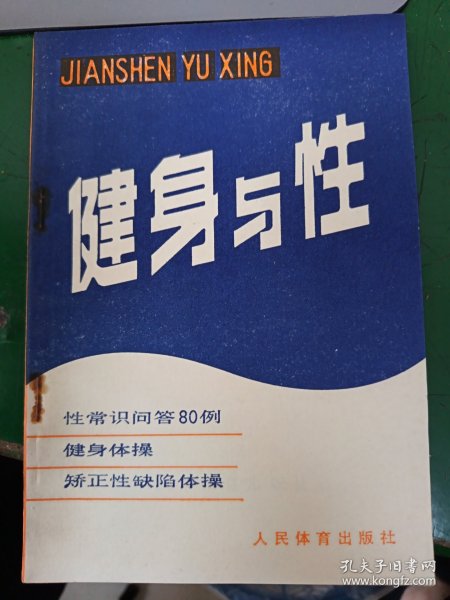 JIANSHEN YU XING
健身与性
性常识问答80例
健身体操
矫正性缺陷体操
人民体育出版社
孔夫子旧书网
www.kongfz.com